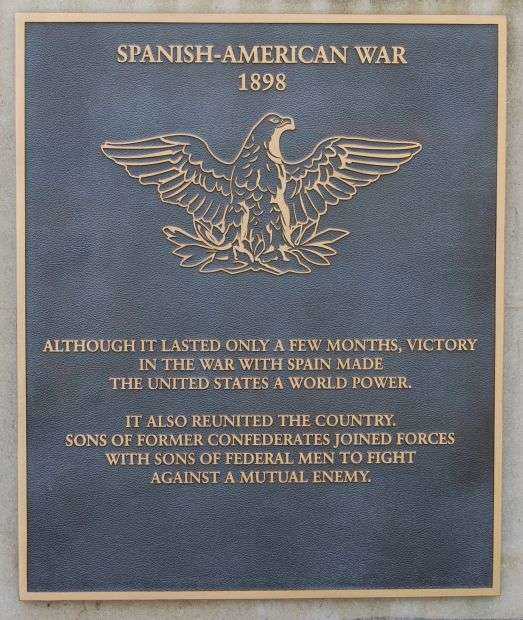 SPANISH-AMERICAN WAR
1898
ALTHOUGH IT LASTED ONLY A FEW MONTHS, VICTORY
IN THE WAR WITH SPAIN MADE
THE UNITED STATES A WORLD POWER.
IT ALSO REUNITED THE COUNTRY.
SONS OF FORMER CONFEDERATES JOINED FORCES
WITH SONS OF FEDERAL MEN TO FIGHT
AGAINST A MUTUAL ENEMY.